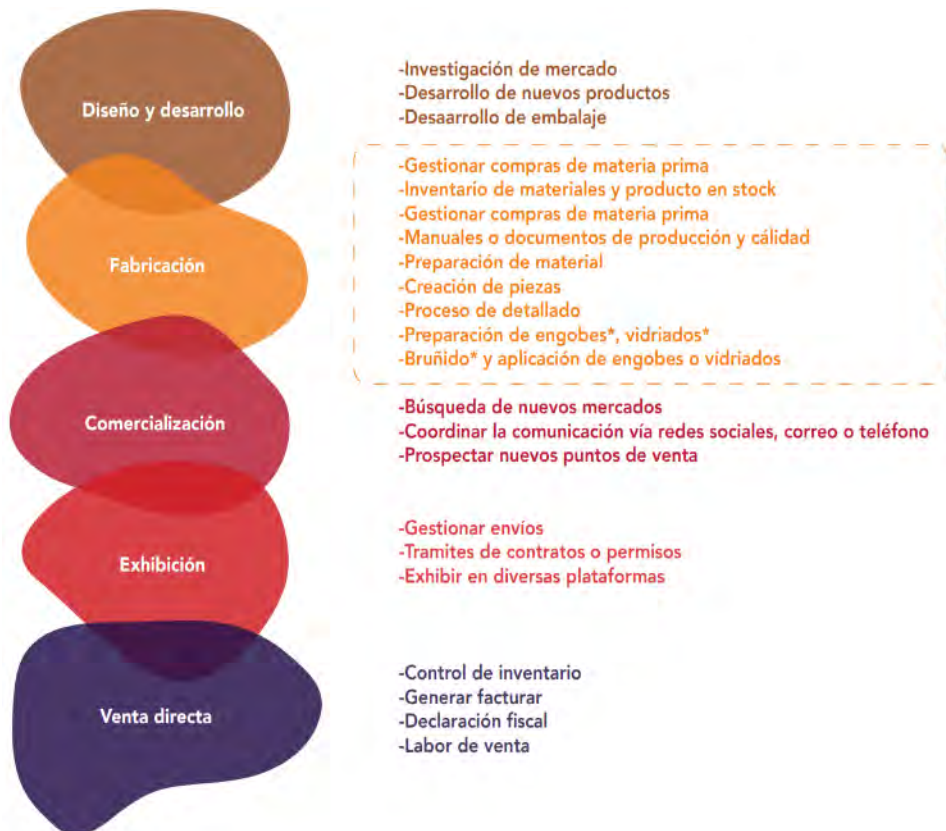 Diseño y desarrollo
-Investigación de mercado
-Desarrollo de nuevos productos
-Desaarrollo de embalaje
Fabricación
-Gestionar compras de materia prima
-Inventario de materiales y producto en stock
-Gestionar compras de materia prima
-Manuales o documentos de producción y cálidad
-Preparación de material
-Creación de piezas
-Proceso de detallado
-Preparación de engobes*, vidriados*
-Bruñido* y aplicación de engobes o vidriados
Comercialización
-Búsqueda de nuevos mercados
-Coordinar la comunicación vía redes sociales, correo o teléfono
-Prospectar nuevos puntos de venta
Exhibición
-Gestionar envíos
-Tramites de contratos o permisos
-Exhibir en diversas plataformas
Venta directa
-Control de inventario
-Generar facturar
-Declaración fiscal
-Labor de venta